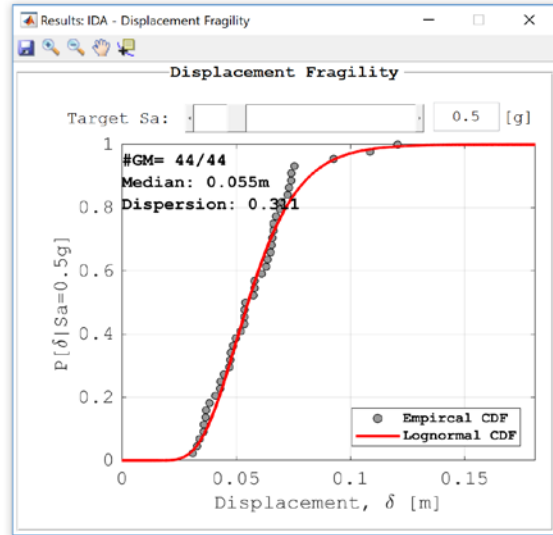 Results: IDA - Displacement Fragility
Displacement Fragility
Target Sa: 0.5 [g]
#GM= 44/44
Median: 0.055m
Dispersion: 0.311
P[δ|Sa=0.5g]
1
0.8
0.6
0.4
0.2
0
0 0.05 0.1 0.15
Displacement, δ [m]
Empircal CDF
Lognormal CDF